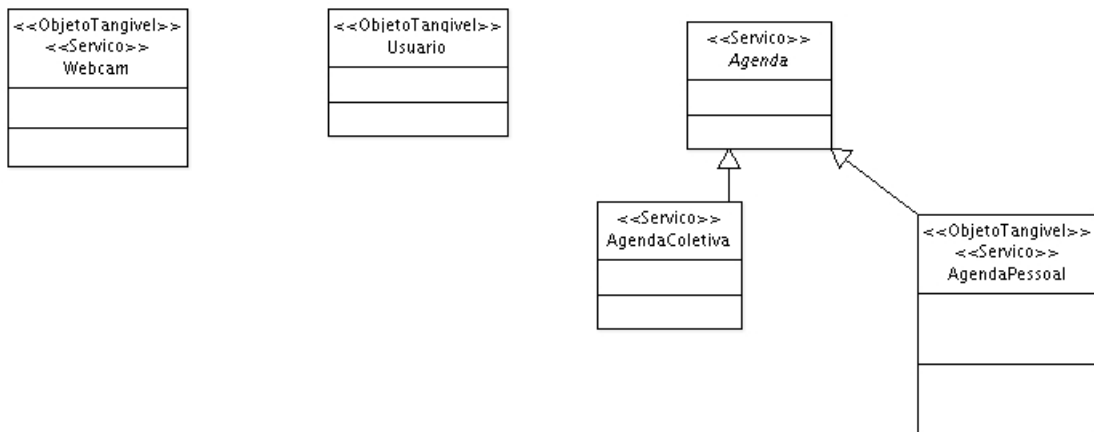 <<ObjetoTangivel>>
<<Servico>>
Webcam
<<ObjetoTangivel>>
Usuario
<<Servico>>
Agenda
<<Servico>>
AgendaColetiva
<<ObjetoTangivel>>
<<Servico>>
AgendaPessoal